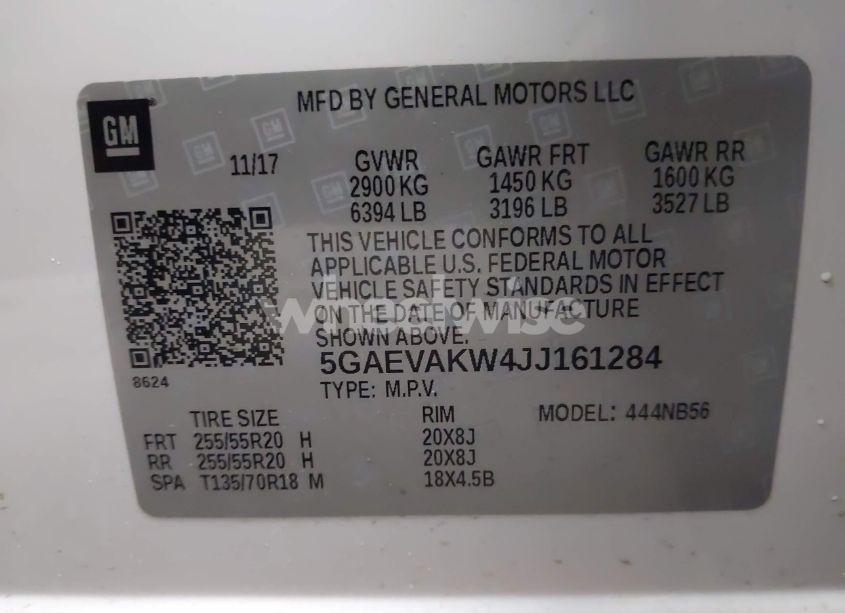 MFD BY GENERAL MOTORS LLC
GM
11/17 GVWR GAWR FRT GAWR RR
2900 KG 1450 KG 1600 KG
6394 LB 3196 LB 3527 LB
THIS VEHICLE CONFORMS TO ALL
APPLICABLE U.S. FEDERAL MOTOR
VEHICLE SAFETY STANDARDS IN EFFECT
ON THE DATE OF MANUFACTURE
SHOWN ABOVE.
wheelwise
5GAEVAKW4JJ161284
8624
TYPE: M.P.V.
TIRE SIZE RIM MODEL: 444NB56
FRT 255/55R20 H 20X8J
RR 255/55R20 H 20X8J
SPA T135/70R18 M 18X4.5B